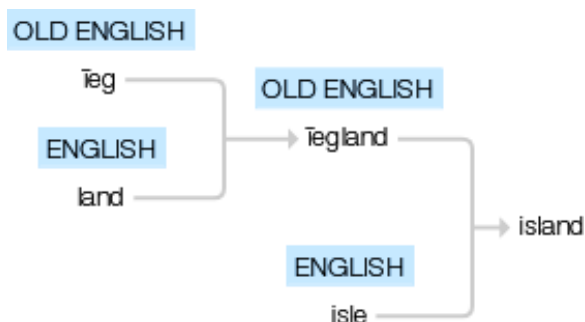 OLD ENGLISH
īeg
OLD ENGLISH
ENGLISH
īegland
land
island
ENGLISH
isle